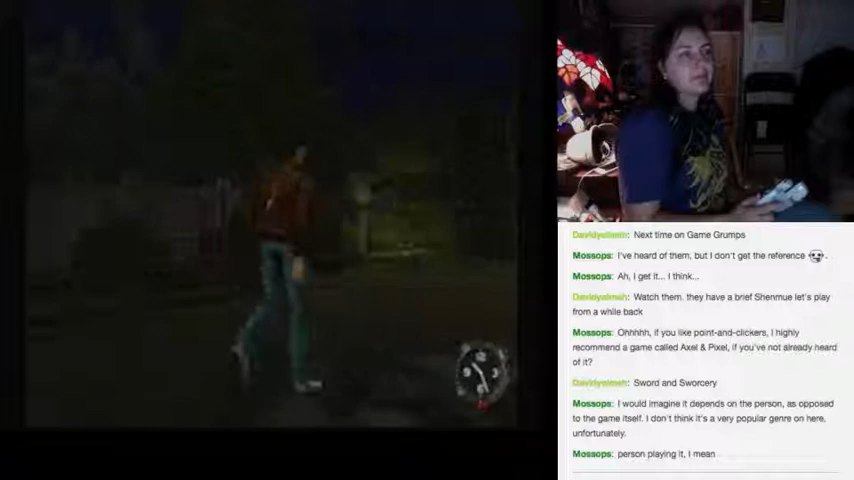 Davidyolmeh: Next time on Game Grumps
Mossops: I've heard of them, but I don't get the reference
Mossops: Ah, I get it... I think...
Davidyolmeh: Watch them. they have a brief Shenmue let's play
from a while back
Mossops: Ohhhhh, if you like point-and-clickers, I highly
recommend a game called Axel & Pixel, if you've not already heard
of it?
Davidyolmeh: Sword and Sworcery
Mossops: I would imagine it depends on the person, as opposed
to the game itself. I don't think it's a very popular genre on here,
unfortunately.
Mossops: person playing it, I mean